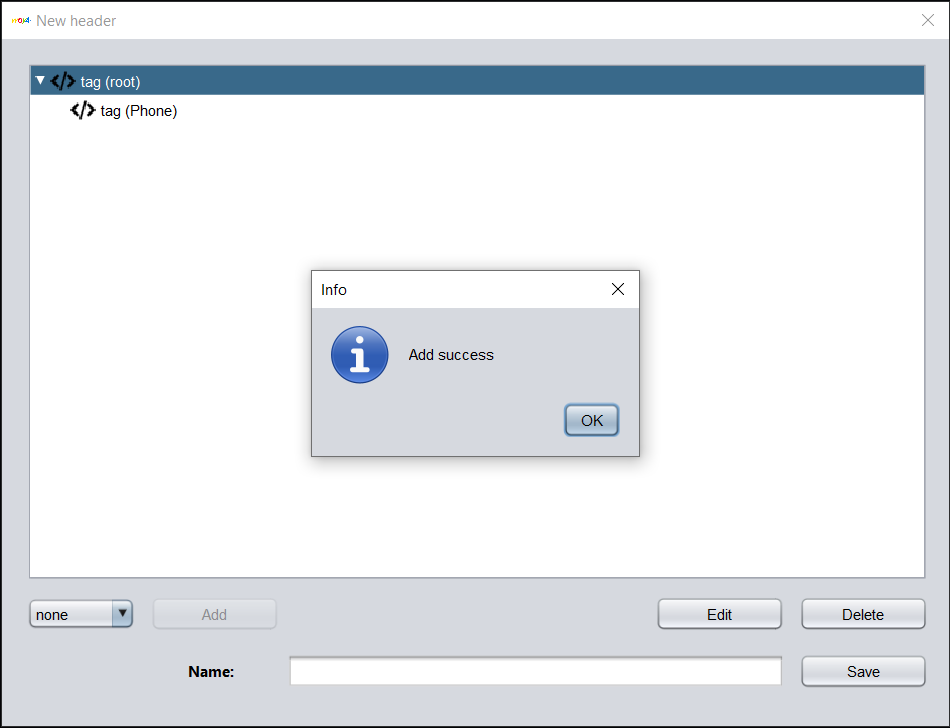 New header
tag (root)
tag (Phone)
Info
Add success
OK
none
Add
Edit
Delete
Name:
Save